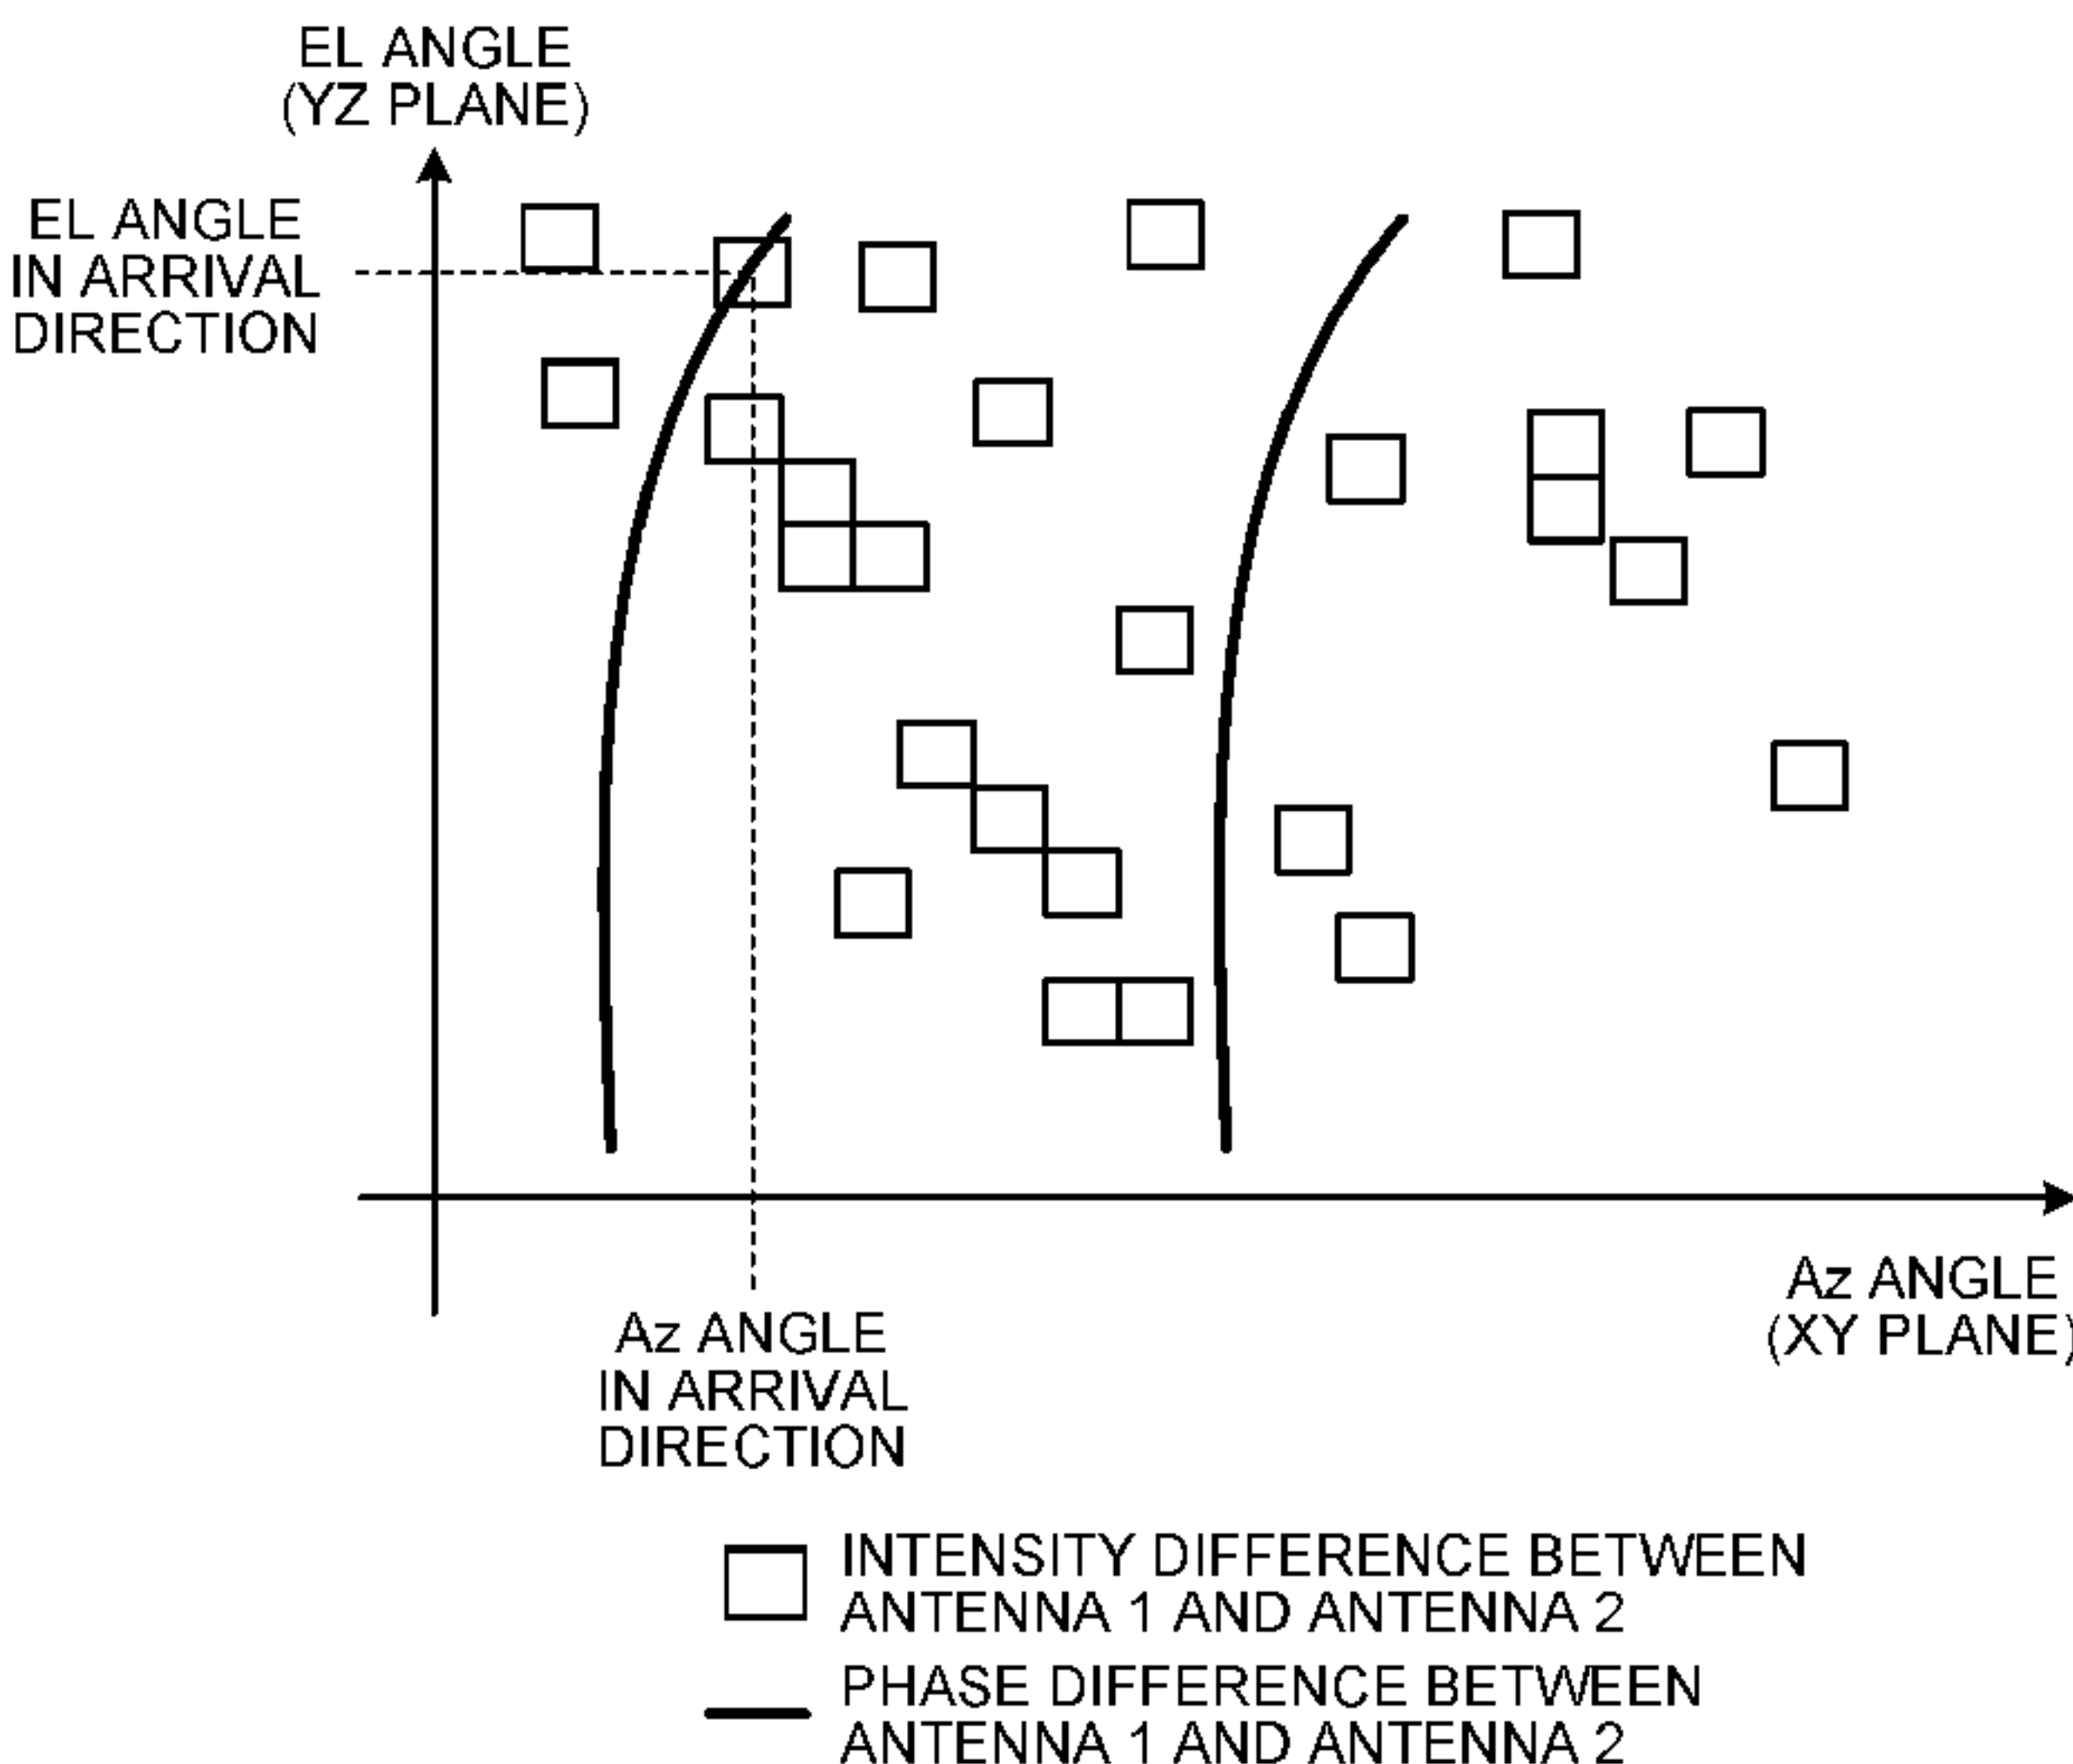 EL ANGLE
(YZ PLANE)
EL ANGLE
IN ARRIVAL
DIRECTION
Az ANGLE
(XY PLANE)
Az ANGLE
IN ARRIVAL
DIRECTION
INTENSITY DIFFERENCE BETWEEN
ANTENNA 1 AND ANTENNA 2
PHASE DIFFERENCE BETWEEN
ANTENNA 1 AND ANTENNA 2